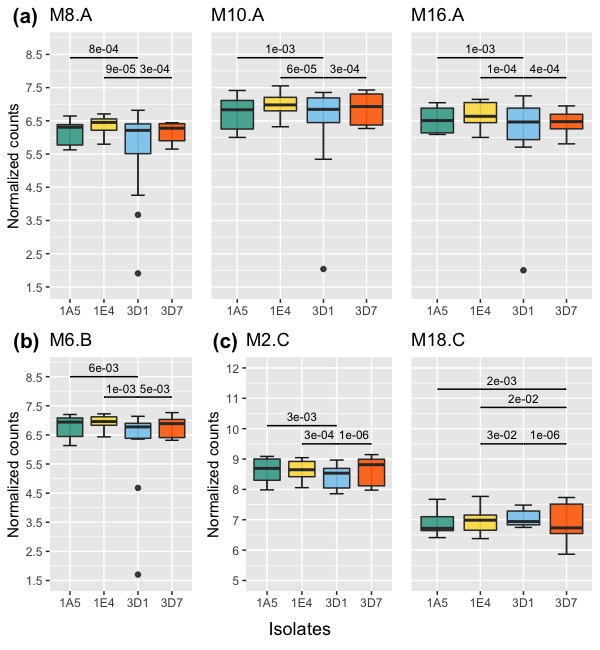 (a) M8.A M10.A M16.A
Normalized counts
8.5
7.5
6.5
5.5
4.5
3.5
2.5
1.5
8e-04
9e-05 3e-04
1A5 1E4 3D1 3D7
1e-03
6e-05 3e-04
1A5 1E4 3D1 3D7
1e-03
1e-04 4e-04
1A5 1E4 3D1 3D7
(b) M6.B
Normalized counts
8.5
7.5
6.5
5.5
4.5
3.5
2.5
1.5
6e-03
1e-03 5e-03
1A5 1E4 3D1 3D7
(c) M2.C M18.C
Normalized counts
12
11
10
9
8
7
6
5
3e-03
3e-04 1e-06
1A5 1E4 3D1 3D7
2e-03
2e-02
3e-02 1e-06
1A5 1E4 3D1 3D7
Isolates